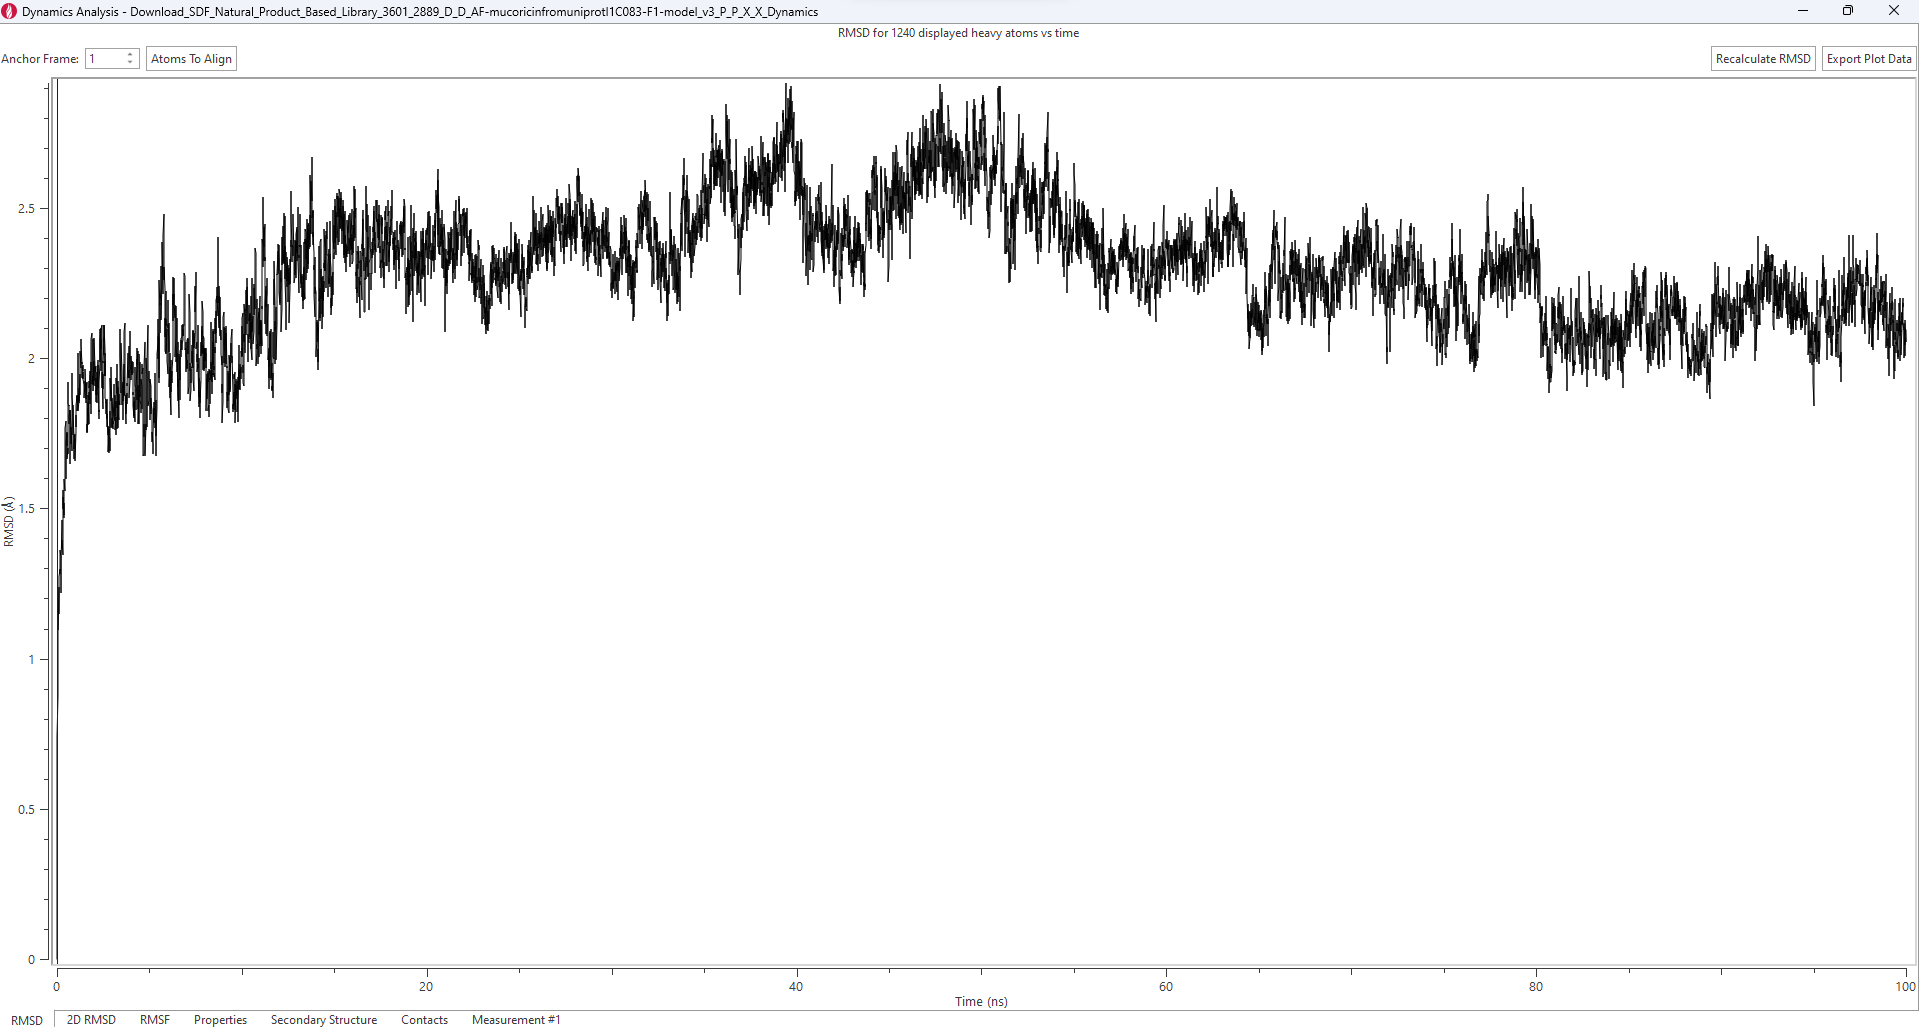 Dynamics Analysis - Download_SDF_Natural_Product_Based_Library_3601_2889_D_D_AF-mucoricinfromuniprotI1C083-F1-model_v3_P_P_X_X_Dynamics
RMSD for 1240 displayed heavy atoms vs time
Anchor Frame: 1 Atoms To Align Recalculate RMSD Export Plot Data
2.5
2
1.5
1
0.5
0
RMSD (Å)
0 20 40 60 80 100
Time (ns)
RMSD 2D RMSD RMSF Properties Secondary Structure Contacts Measurement #1